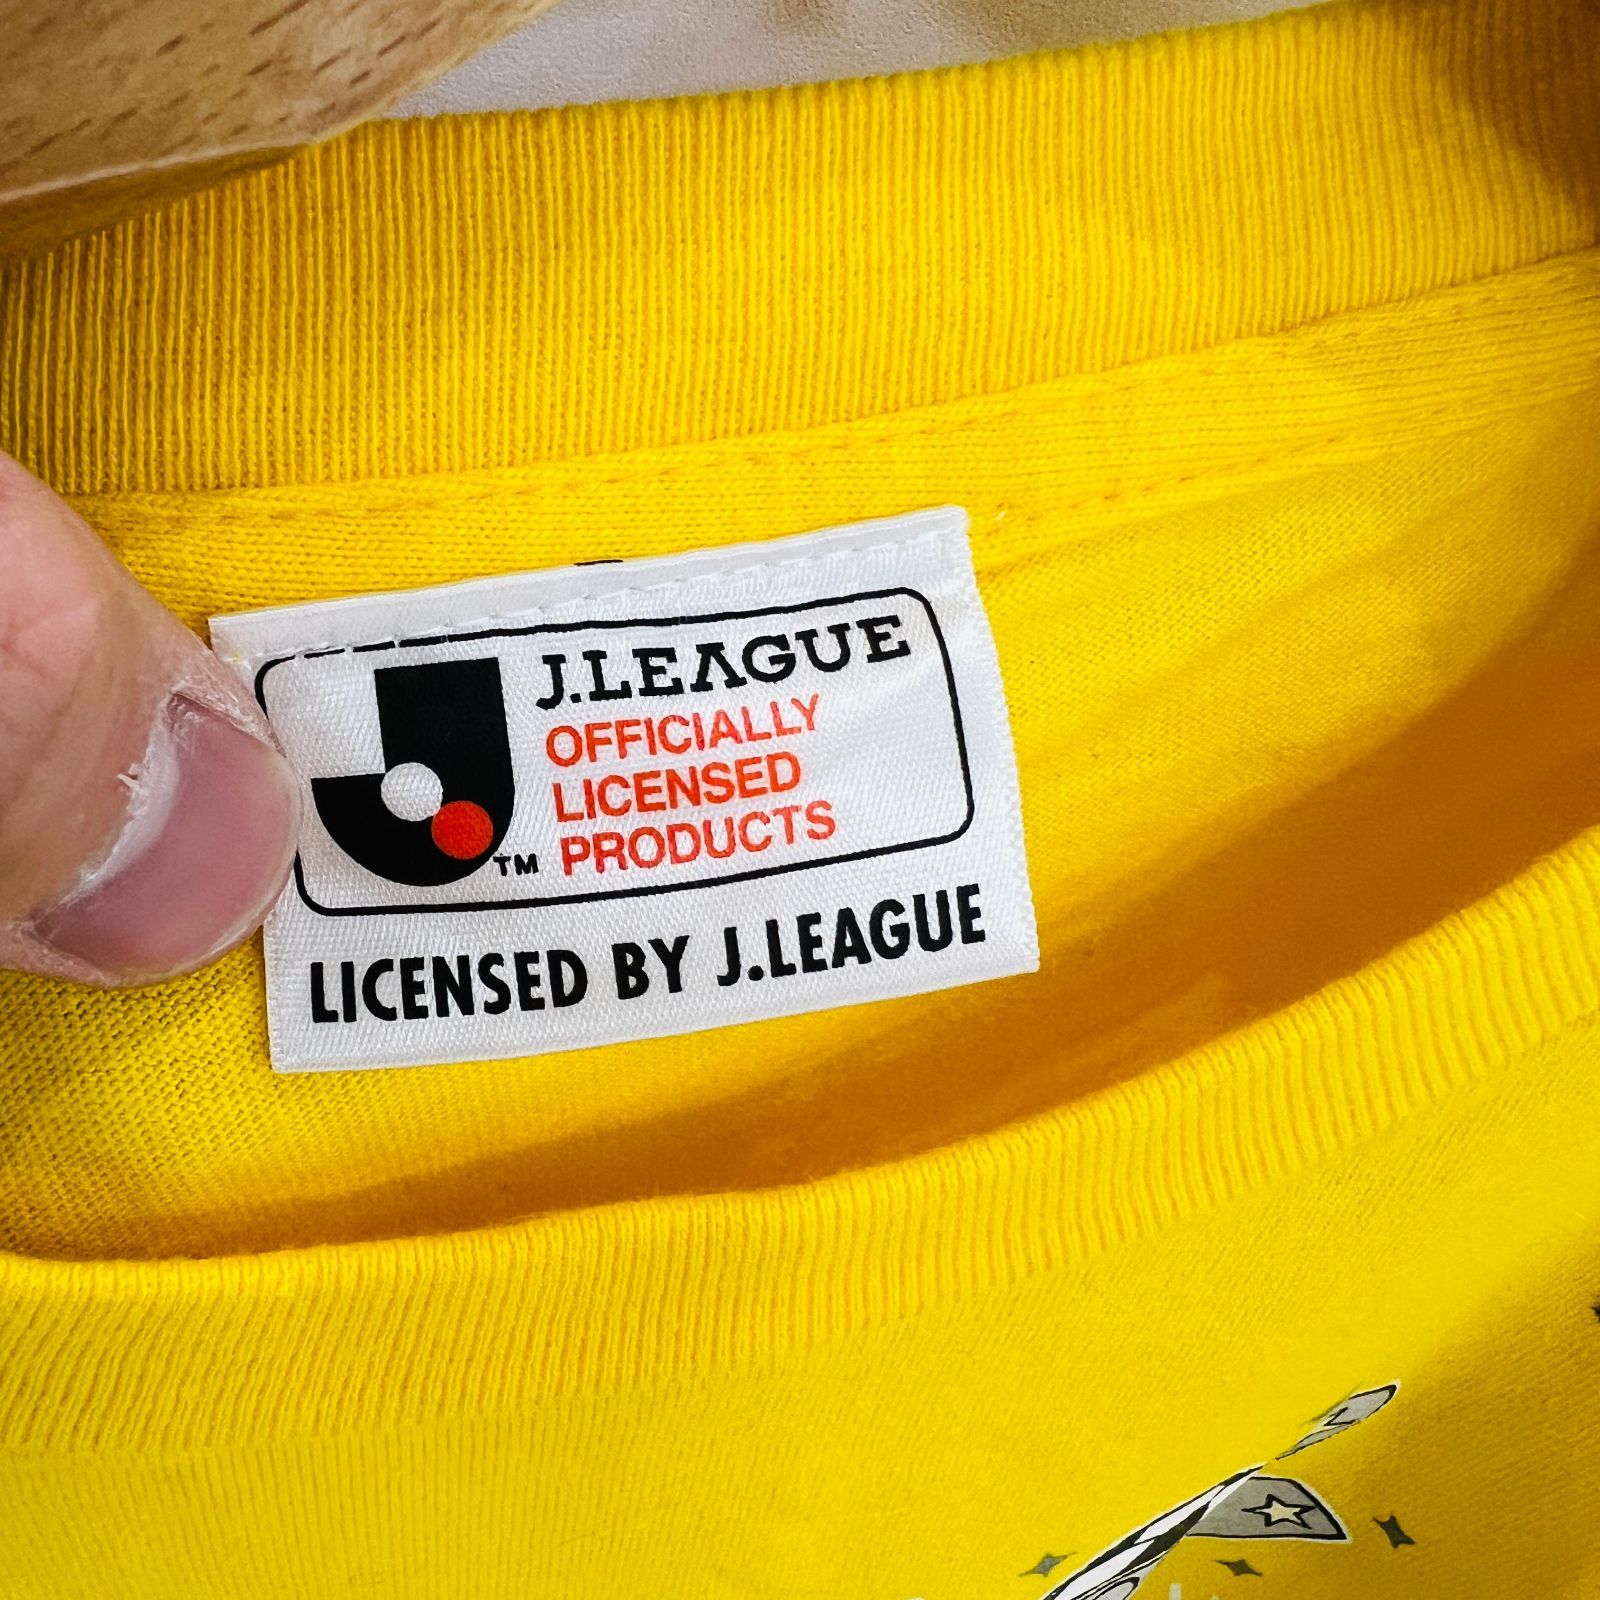 J.LEAGUE
OFFICIALLY
LICENSED
PRODUCTS
TM
LICENSED BY J.LEAGUE